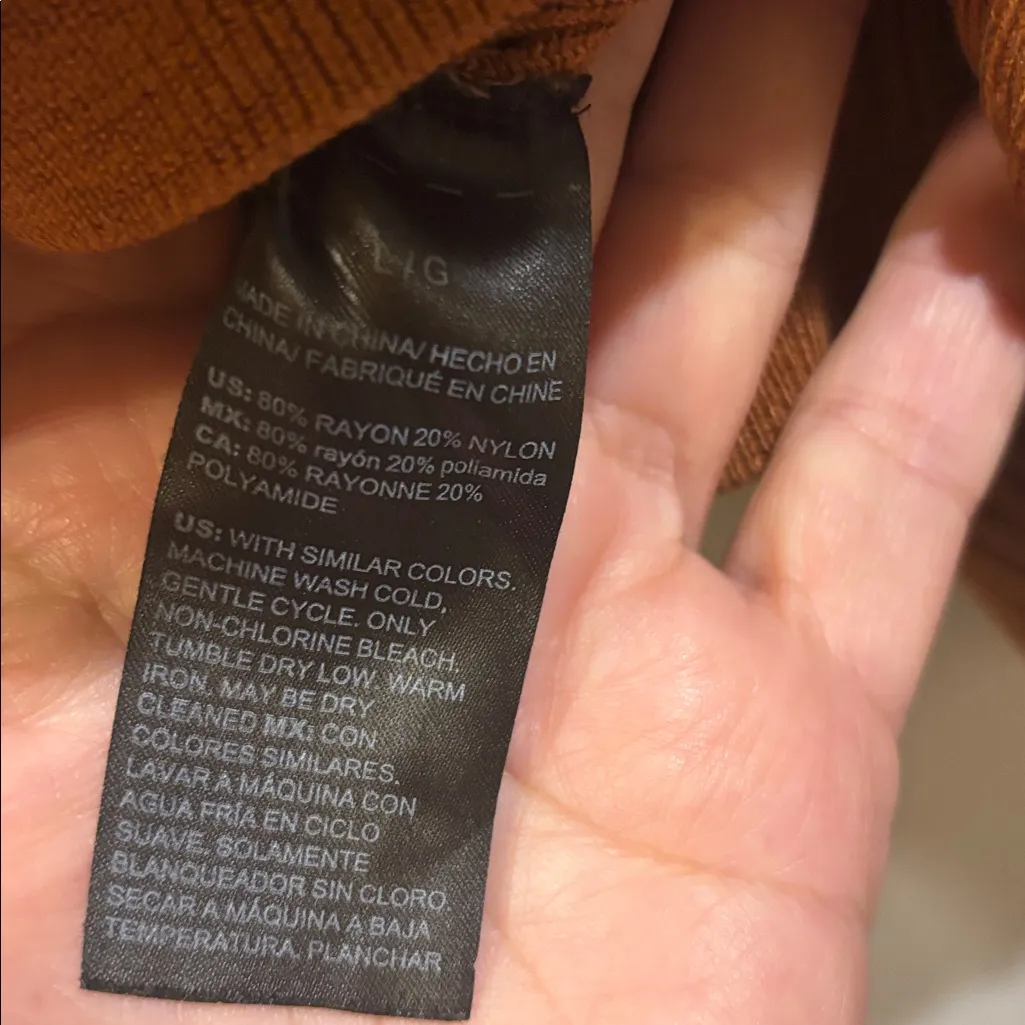 L / G
MADE IN CHINA/ HECHO EN
CHINA/ FABRIQUÉ EN CHINE
US: 80% RAYON 20% NYLON
MX: 80% rayón 20% poliamida
CA: 80% RAYONNE 20%
POLYAMIDE
US: WITH SIMILAR COLORS.
MACHINE WASH COLD,
GENTLE CYCLE. ONLY
NON-CHLORINE BLEACH.
TUMBLE DRY LOW. WARM
IRON. MAY BE DRY
CLEANED MX: CON
COLORES SIMILARES.
LAVAR A MÁQUINA CON
AGUA FRÍA EN CICLO
SUAVE. SOLAMENTE
BLANQUEADOR SIN CLORO
SECAR A MÁQUINA A BAJA
TEMPERATURA. PLANCHAR